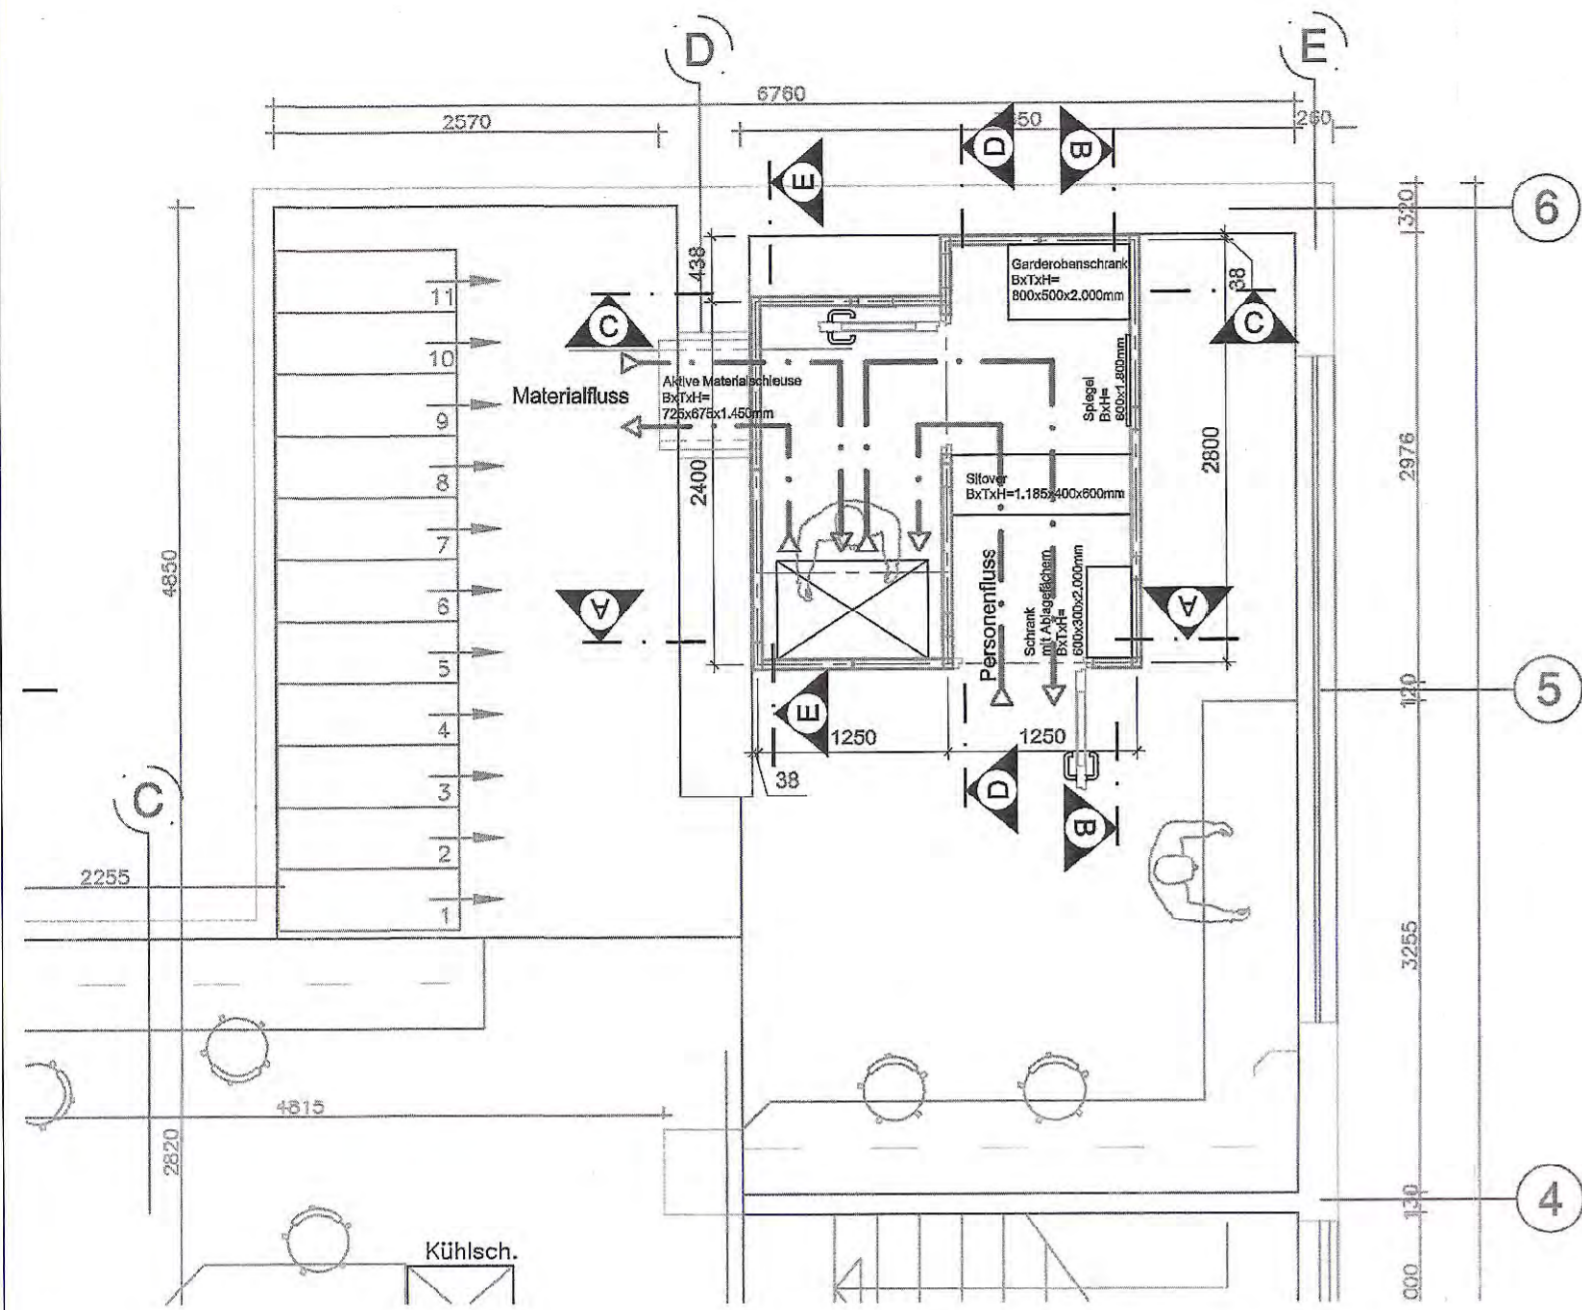 D
E
6760
2570
50
260
D
B
E
6
320
438
38
Garderobenschrank
BxTxH=
800x500x2.000mm
11
C
C
10
Materialfluss
Aktive Materialschleuse
BxTxH=
725x675x1.450mm
Spiegel
BxH=
600x1.800mm
9
2976
2800
8
2400
Sitover
BxTxH=1.185x400x600mm
7
4850
6
A
Personenfluss
Schrank
mit Ablagefächern
BxTxH=
600x300x2.000mm
A
5
5
120
4
E
1250
1250
38
3
C
D
B
2
2255
1
3255
4815
2820
130
4
Kühlsch.
000